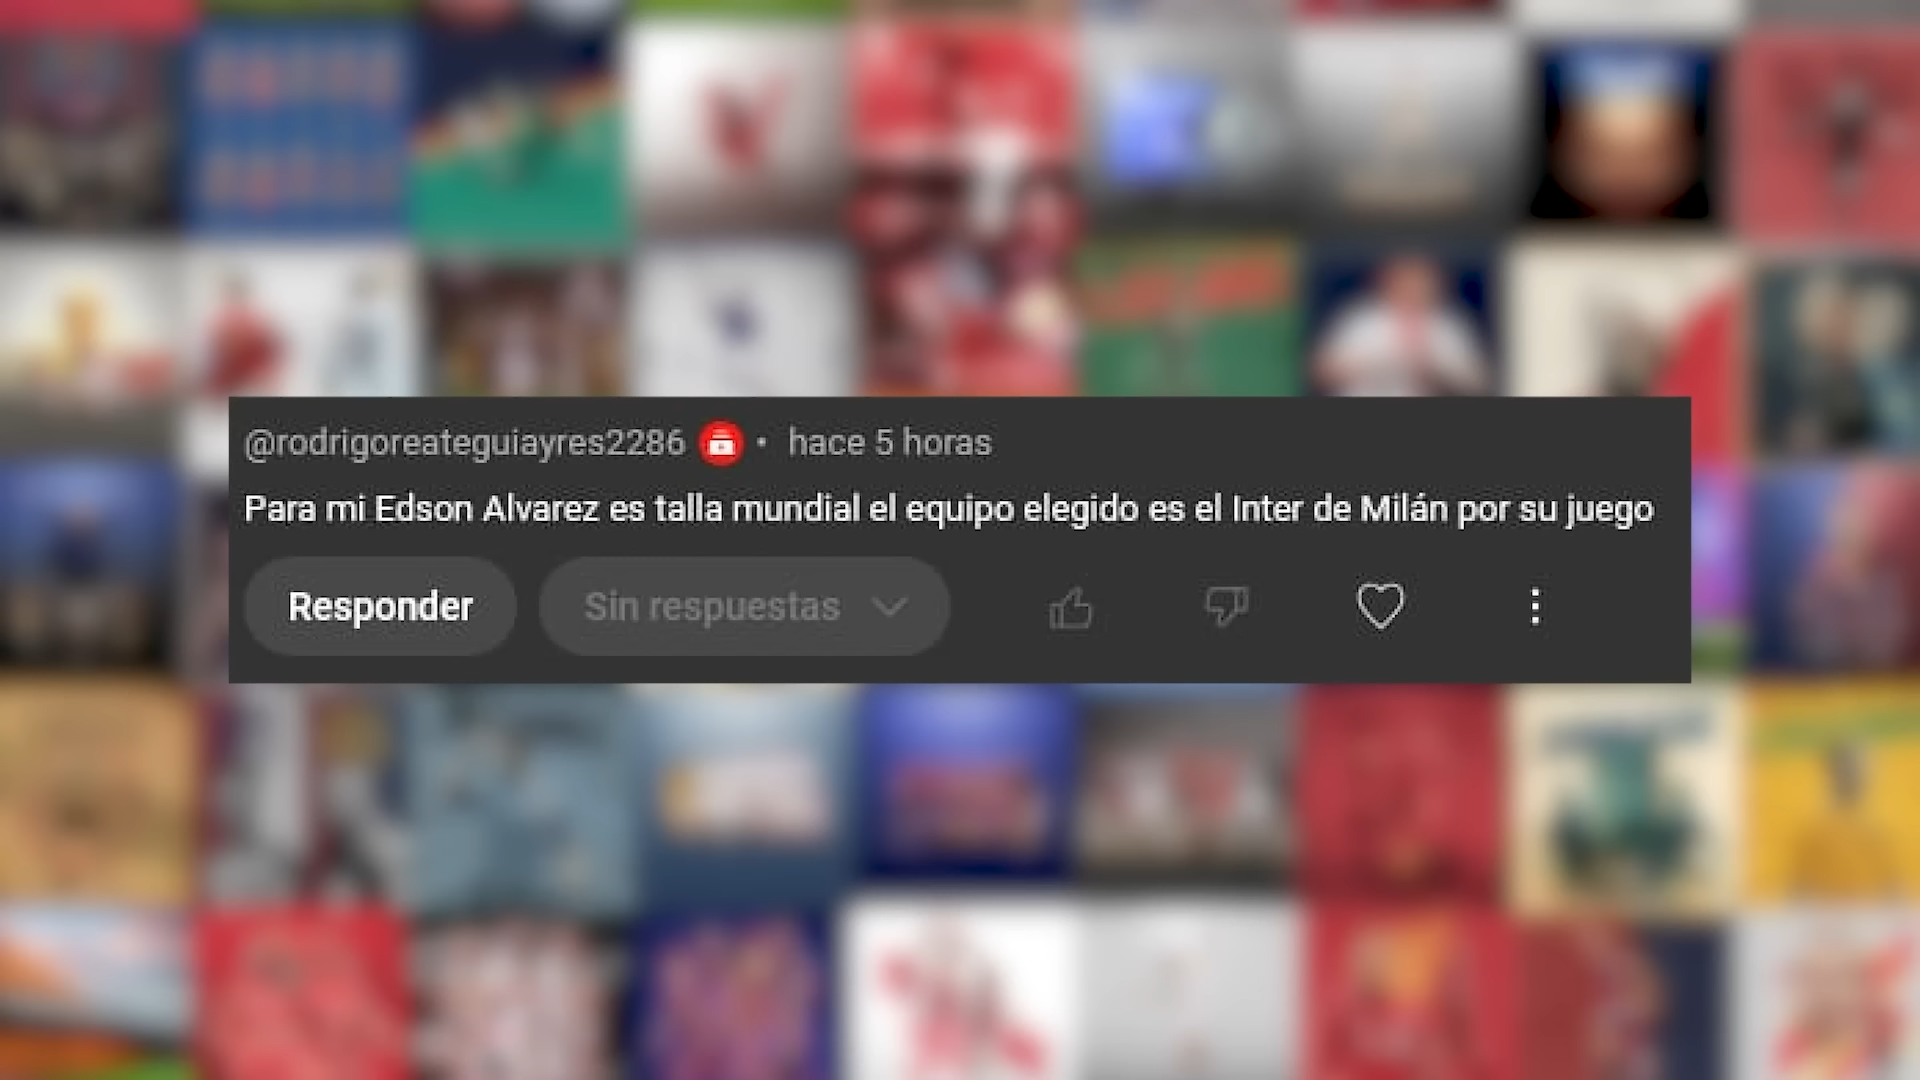 @rodrigoreateguiayres2286 • hace 5 horas
Para mi Edson Alvarez es talla mundial el equipo elegido es el Inter de Milán por su juego
Responder Sin respuestas